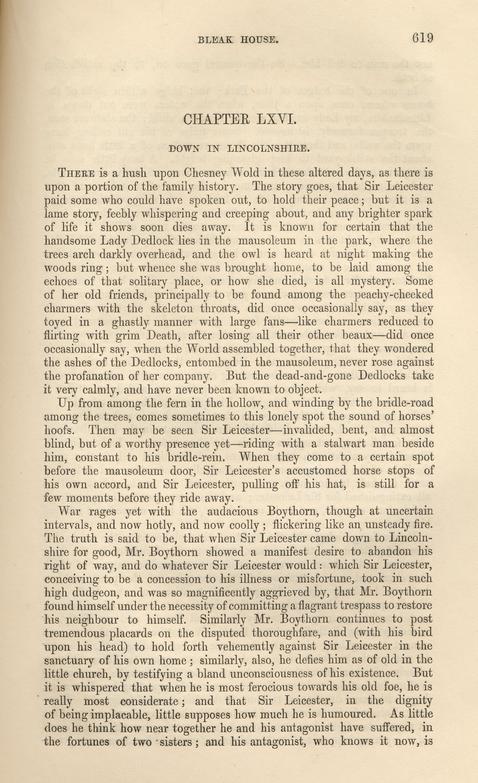 BLEAK HOUSE. 619
CHAPTER LXVI.
DOWN IN LINCOLNSHIRE.
THERE is a hush upon Chesney Wold in these altered days, as there is
upon a portion of the family history. The story goes, that Sir Leicester
paid some who could have spoken out, to hold their peace; but it is a
lame story, feebly whispering and creeping about, and any brighter spark
of life it shows soon dies away. It is known for certain that the
handsome Lady Dedlock lies in the mausoleum in the park, where the
trees arch darkly overhead, and the owl is heard at night making the
woods ring; but whence she was brought home, to be laid among the
echoes of that solitary place, or how she died, is all mystery. Some
of her old friends, principally to be found among the peachy-cheeked
charmers with the skeleton throats, did once occasionally say, as they
toyed in a ghastly manner with large fans—like charmers reduced to
flirting with grim Death, after losing all their other beaux—did once
occasionally say, when the World assembled together, that they wondered
the ashes of the Dedlocks, entombed in the mausoleum, never rose against
the profanation of her company. But the dead-and-gone Dedlocks take
it very calmly, and have never been known to object.
Up from among the fern in the hollow, and winding by the bridle-road
among the trees, comes sometimes to this lonely spot the sound of horses'
hoofs. Then may be seen Sir Leicester—invalided, bent, and almost
blind, but of a worthy presence yet—riding with a stalwart man beside
him, constant to his bridle-rein. When they come to a certain spot
before the mausoleum door, Sir Leicester's accustomed horse stops of
his own accord, and Sir Leicester, pulling off his hat, is still for a
few moments before they ride away.
War rages yet with the audacious Boythorn, though at uncertain
intervals, and now hotly, and now coolly; flickering like an unsteady fire.
The truth is said to be, that when Sir Leicester came down to Lincoln-
shire for good, Mr. Boythorn showed a manifest desire to abandon his
right of way, and do whatever Sir Leicester would: which Sir Leicester,
conceiving to be a concession to his illness or misfortune, took in such
high dudgeon, and was so magnificently aggrieved by, that Mr. Boythorn
found himself under the necessity of committing a flagrant trespass to restore
his neighbour to himself. Similarly Mr. Boythorn continues to post
tremendous placards on the disputed thoroughfare, and (with his bird
upon his head) to hold forth vehemently against Sir Leicester in the
sanctuary of his own home; similarly, also, he defies him as of old in the
little church, by testifying a bland unconsciousness of his existence. But
it is whispered that when he is most ferocious towards his old foe, he is
really most considerate; and that Sir Leicester, in the dignity
of being implacable, little supposes how much he is humoured. As little
does he think how near together he and his antagonist have suffered, in
the fortunes of two sisters; and his antagonist, who knows it now, is